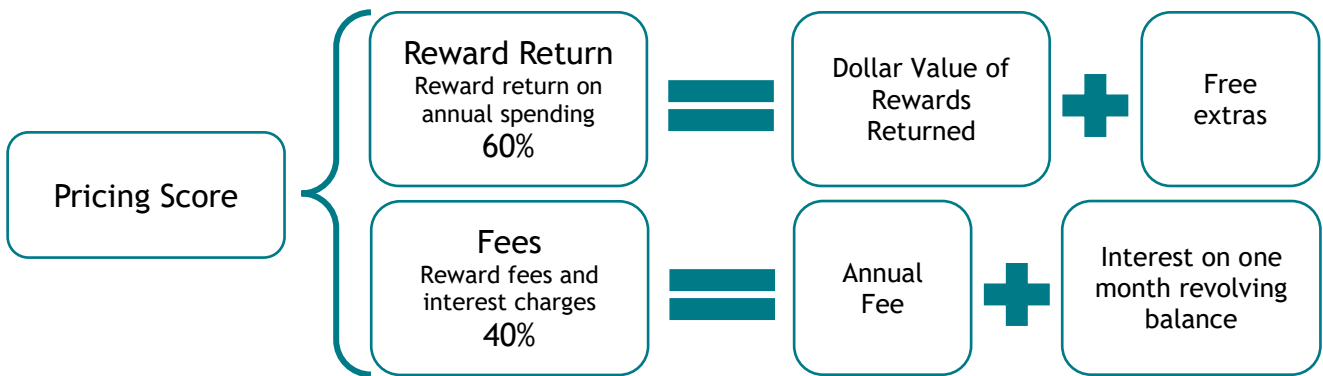 Pricing Score
Reward Return
Reward return on
annual spending
60%
Dollar Value of
Rewards
Returned
Free
extras
Fees
Reward fees and
interest charges
40%
Annual
Fee
Interest on one
month revolving
balance